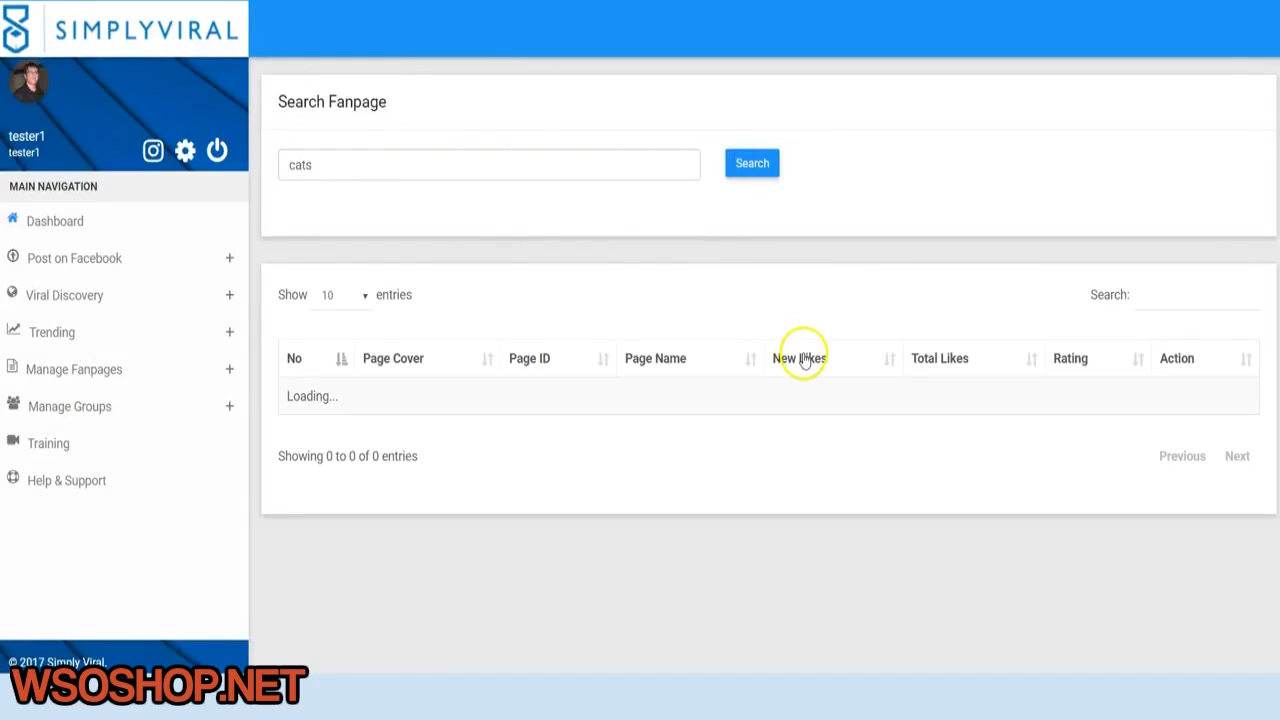 SIMPLYVIRAL
tester1
tester1
MAIN NAVIGATION
Dashboard
Post on Facebook +
Viral Discovery +
Trending +
Manage Fanpages +
Manage Groups +
Training
Help & Support
© 2017 Simply Viral.
WSOSHOP.NET
Search Fanpage
cats
Search
Show 10 entries
Search:
No Page Cover Page ID Page Name New Likes Total Likes Rating Action
Loading...
Showing 0 to 0 of 0 entries
Previous Next